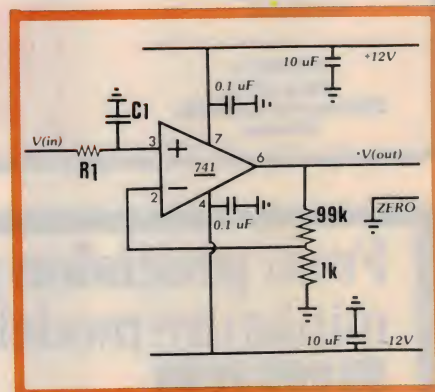 10 uF
+12V
0.1 uF
C1
V(in)
3
+
7
741
6
·V(out)
R1
2
−
4
0.1 uF
99k
ZERO
1k
10 uF
-12V